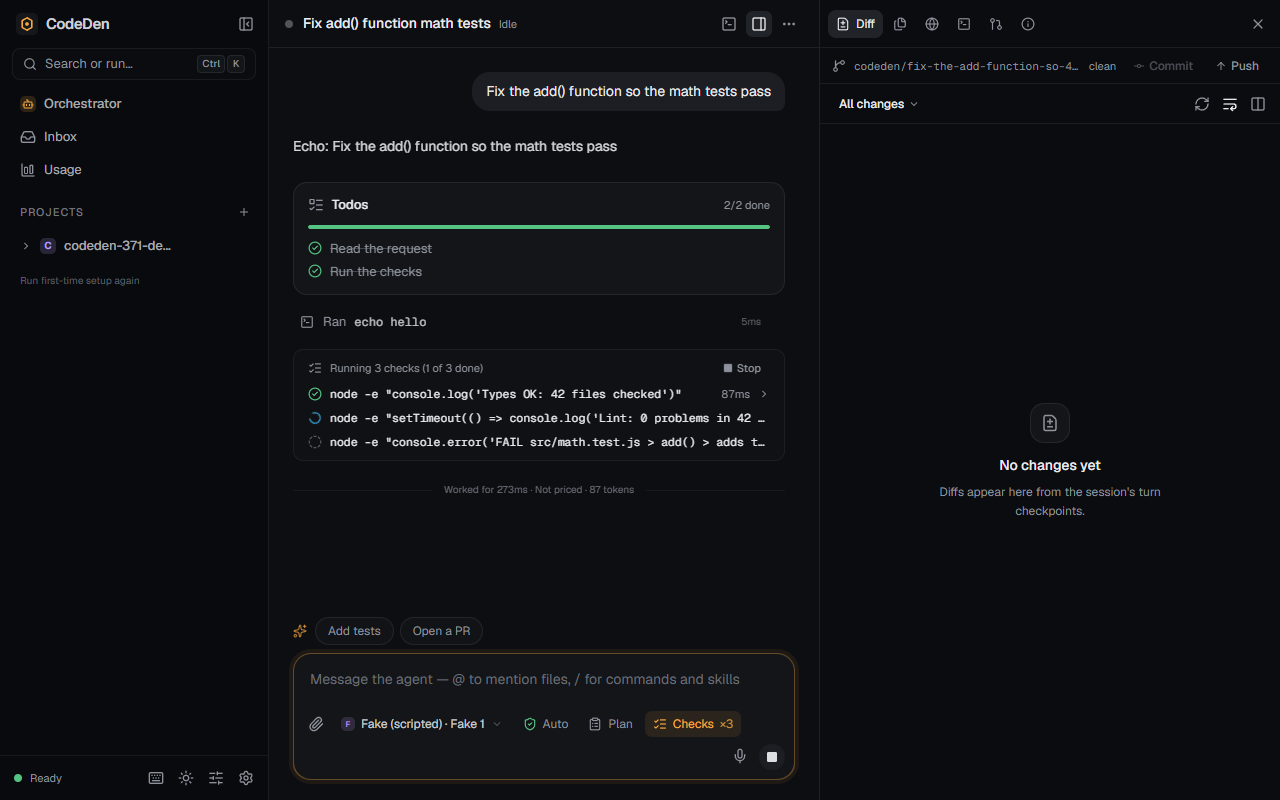 CodeDen
Search or run...
Ctrl K
Orchestrator
Inbox
Usage
PROJECTS
C codeden-371-de...
Run first-time setup again
Ready
Fix add() function math tests Idle
Fix the add() function so the math tests pass
Echo: Fix the add() function so the math tests pass
Todos 2/2 done
Read the request
Run the checks
Ran echo hello 5ms
Running 3 checks (1 of 3 done) Stop
node -e "console.log('Types OK: 42 files checked')" 87ms
node -e "setTimeout(() => console.log('Lint: 0 problems in 42 …
node -e "console.error('FAIL src/math.test.js > add() > adds t…
Worked for 273ms · Not priced · 87 tokens
Add tests Open a PR
Message the agent — @ to mention files, / for commands and skills
F Fake (scripted) · Fake 1 Auto Plan Checks ×3
Diff
codeden/fix-the-add-function-so-4… clean Commit Push
All changes
No changes yet
Diffs appear here from the session's turn
checkpoints.